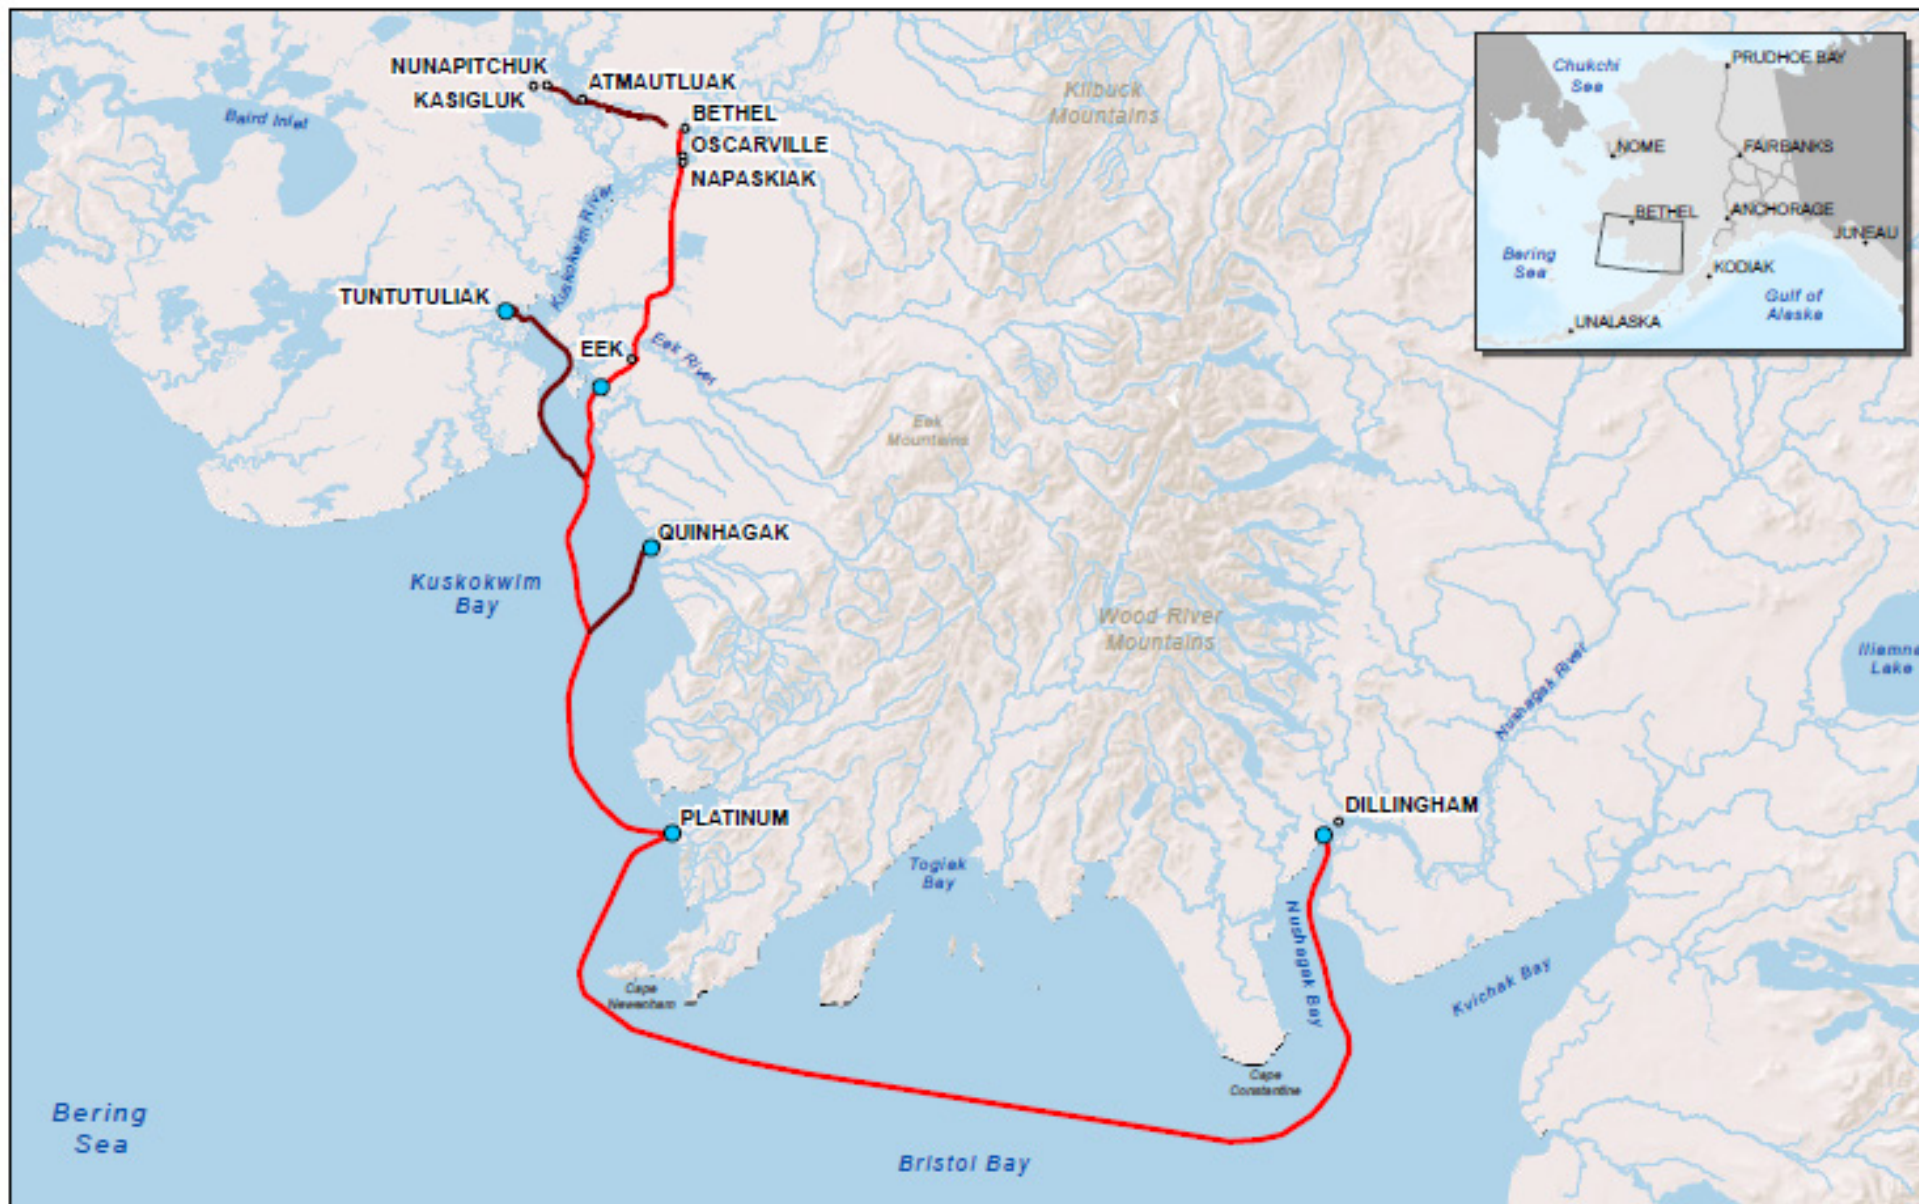 NUNAPITCHUK
KASIGLUK
ATMAUTLUAK
BETHEL
OSCARVILLE
NAPASKIAK
Baird Inlet
Kilbuck
Mountains
Kuskokwim River
TUNTUTULIAK
EEK
Eek River
Eek
Mountains
QUINHAGAK
Kuskokwim
Bay
Wood River
Mountains
Nushagak River
Iliamna
Lake
PLATINUM
DILLINGHAM
Togiak
Bay
Nushagak Bay
Kvichak Bay
Cape
Newenham
Cape
Constantine
Bering
Sea
Bristol Bay
Chukchi
Sea
PRUDHOE BAY
NOME
FAIRBANKS
BETHEL
ANCHORAGE
JUNEAU
Bering
Sea
KODIAK
Gulf of
Alaska
UNALASKA